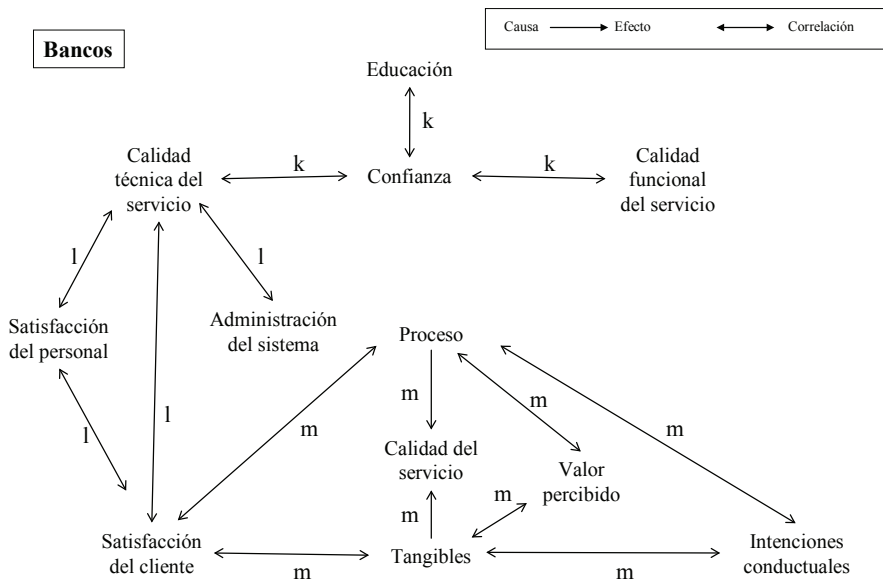 Causa Efecto Correlación
Bancos
Educación
k
Calidad
técnica del
servicio
k
Confianza
k
Calidad
funcional
del servicio
l
l
Satisfacción
del personal
Administración
del sistema
Proceso
l
l
m
m
m
m
Calidad del
servicio
Valor
percibido
m
m
Satisfacción
del cliente
m
Tangibles
m
Intenciones
conductuales